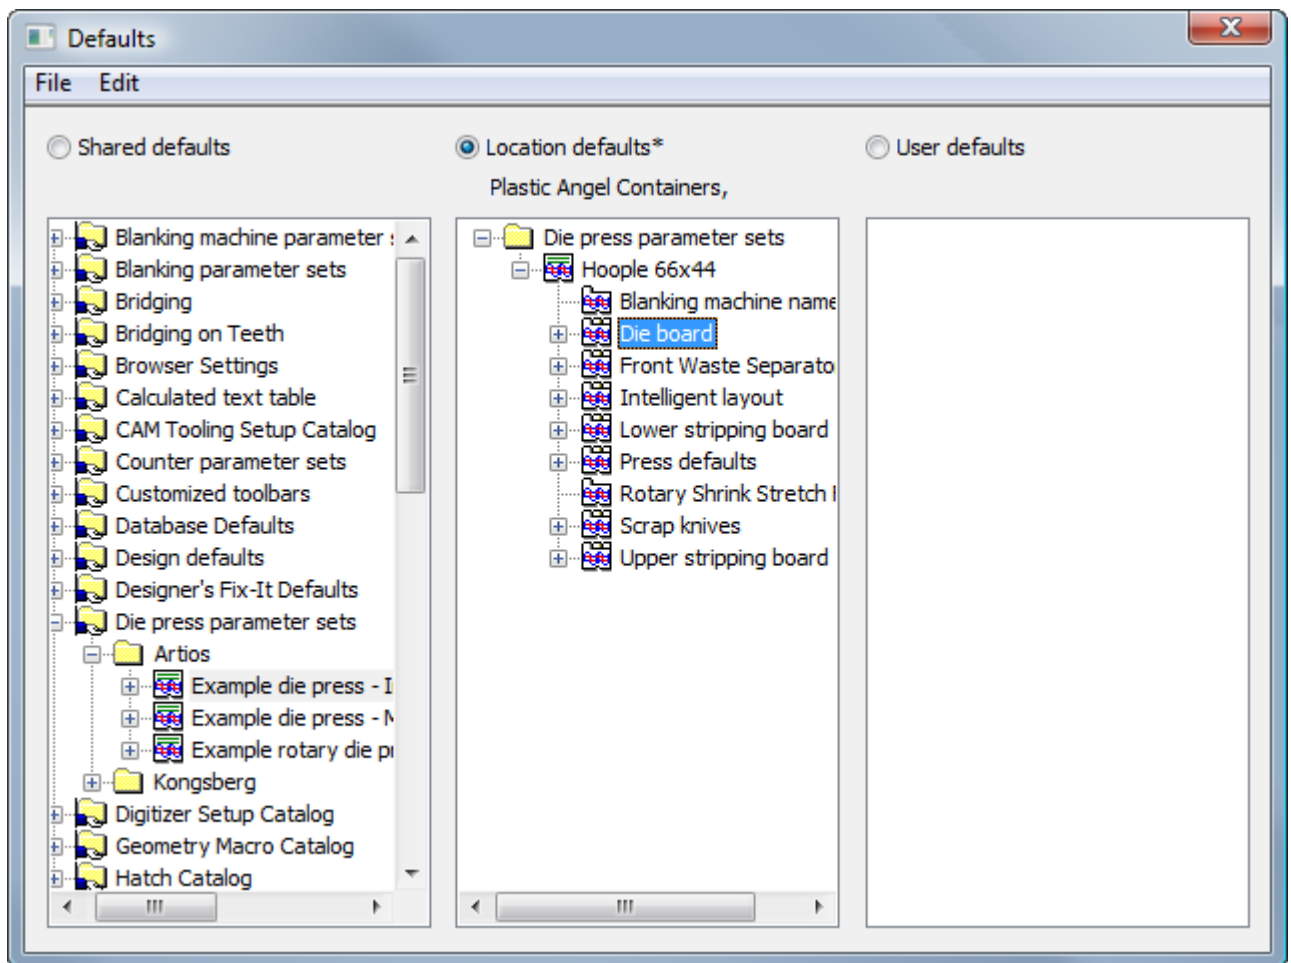 Defaults
File Edit
Shared defaults
Location defaults*
User defaults
Plastic Angel Containers,
Blanking machine parameter
Blanking parameter sets
Bridging
Bridging on Teeth
Browser Settings
Calculated text table
CAM Tooling Setup Catalog
Counter parameter sets
Customized toolbars
Database Defaults
Design defaults
Designer's Fix-It Defaults
Die press parameter sets
Artios
Example die press -
Example die press -
Example rotary die
Kongsberg
Digitizer Setup Catalog
Geometry Macro Catalog
Hatch Catalog
Die press parameter sets
Hoople 66x44
Blanking machine name
Die board
Front Waste Separato
Intelligent layout
Lower stripping board
Press defaults
Rotary Shrink Stretch
Scrap knives
Upper stripping board